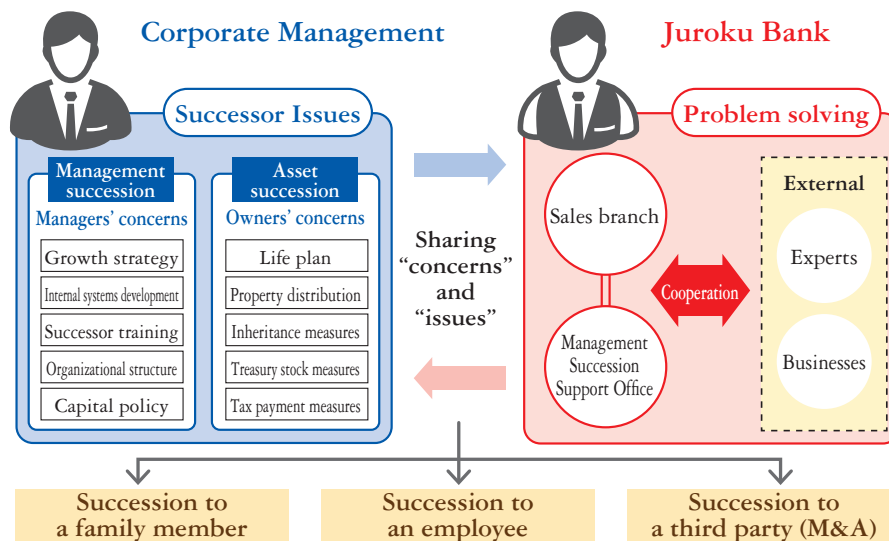 Corporate Management
Juroku Bank
Successor Issues
Management
succession
Managers' concerns
Growth strategy
Internal systems development
Successor training
Organizational structure
Capital policy
Asset
succession
Owners' concerns
Life plan
Property distribution
Inheritance measures
Treasury stock measures
Tax payment measures
Sharing
“concerns”
and
“issues”
Problem solving
Sales branch
Management
Succession
Support Office
Cooperation
External
Experts
Businesses
Succession to
a family member
Succession to
an employee
Succession to
a third party (M&A)